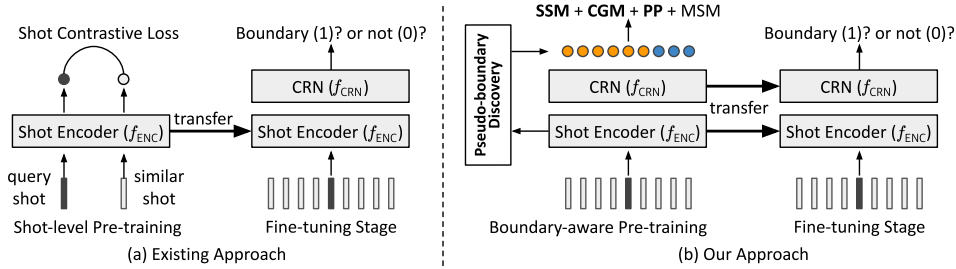 Shot Contrastive Loss
Boundary (1)? or not (0)?
CRN (fCRN)
Shot Encoder (fENC)
transfer
Shot Encoder (fENC)
query
shot
similar
shot
Shot-level Pre-training
Fine-tuning Stage
(a) Existing Approach
SSM + CGM + PP + MSM
Boundary (1)? or not (0)?
Pseudo-boundary
Discovery
CRN (fCRN)
CRN (fCRN)
transfer
Shot Encoder (fENC)
Shot Encoder (fENC)
Boundary-aware Pre-training
Fine-tuning Stage
(b) Our Approach